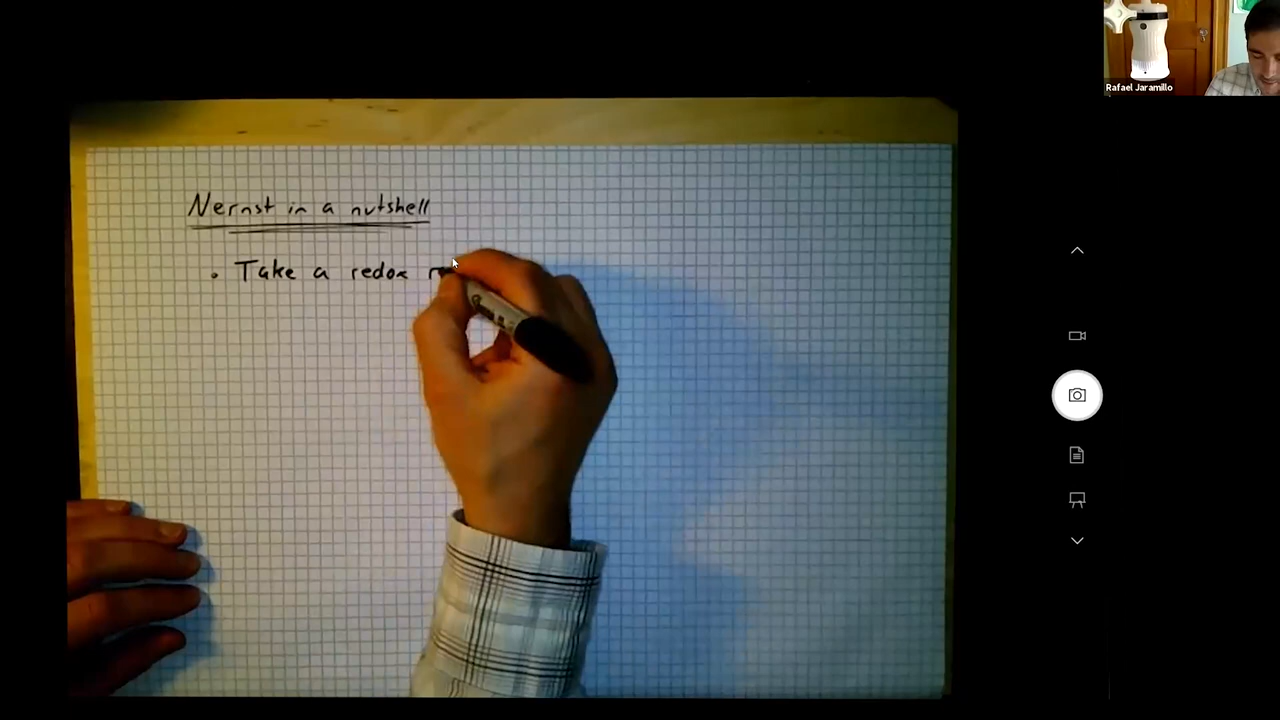 Rafael Jaramillo
Nernst in a nutshell
• Take a redox